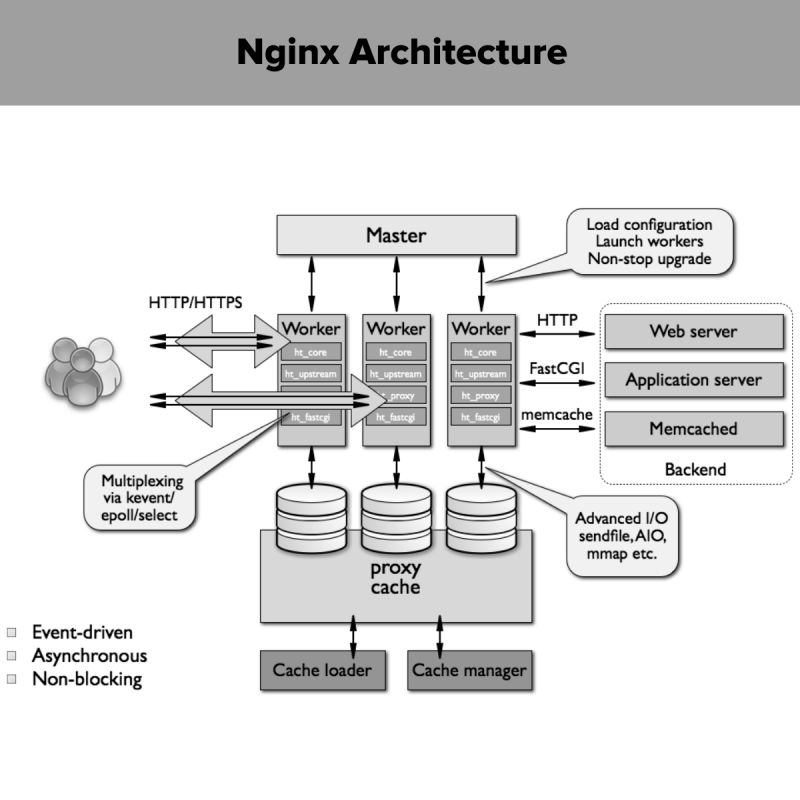 Nginx Architecture
Master
Load configuration
Launch workers
Non-stop upgrade
HTTP/HTTPS
Worker
ht_core
ht_upstream
ht_fastcgi
Worker
ht_core
ht_upstream
_proxy
ht_fastcgi
Worker
ht_core
ht_upstream
ht_proxy
ht_fastcgi
HTTP
FastCGI
memcache
Web server
Application server
Memcached
Backend
Multiplexing
via kevent/
epoll/select
Advanced I/O
sendfile, AIO,
mmap etc.
proxy
cache
Cache loader
Cache manager
Event-driven
Asynchronous
Non-blocking